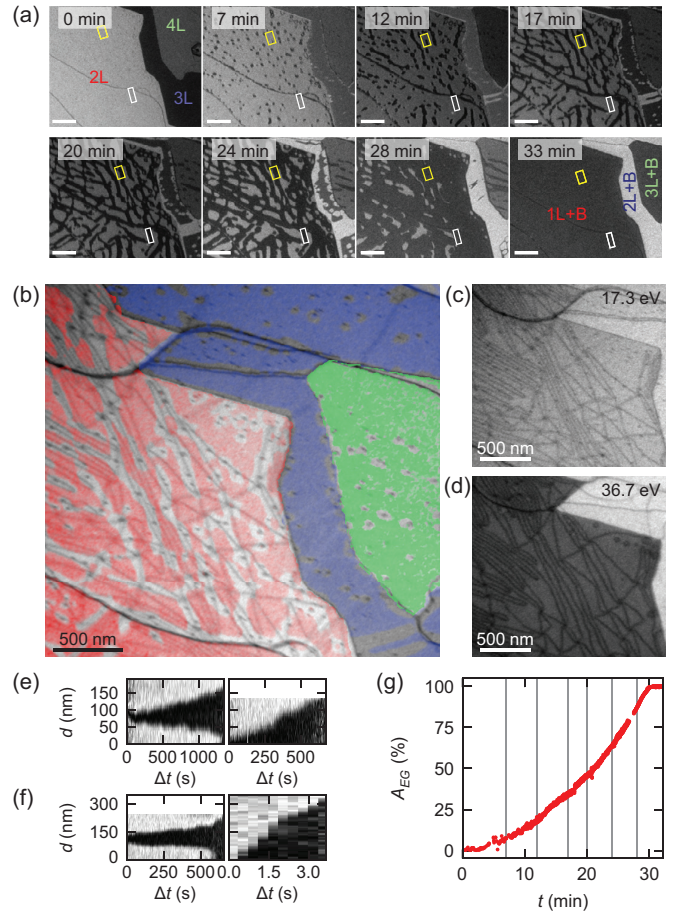 (a)
0 min
7 min
12 min
17 min
4L
2L
3L
20 min
24 min
28 min
33 min
1L+B
2L+B
3L+B
(b)
500 nm
(c)
17.3 eV
500 nm
(d)
36.7 eV
500 nm
(e)
d (nm)
150
100
50
0
0 500 1000
0 250 500
Δt (s)
Δt (s)
(f)
d (nm)
300
150
0
0 250 500
0.0 1.5 3.0
Δt (s)
Δt (s)
(g)
A_EG (%)
100
75
50
25
0
0 10 20 30
t (min)